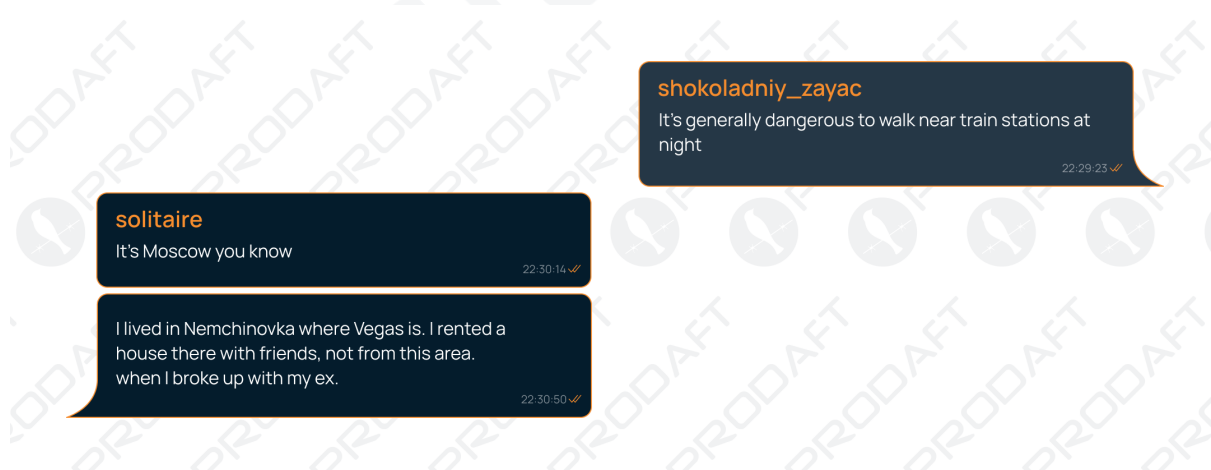 shokoladniy_zayac
It's generally dangerous to walk near train stations at
night
22:29:23
solitaire
It's Moscow you know
22:30:14
I lived in Nemchinovka where Vegas is. I rented a
house there with friends, not from this area.
when I broke up with my ex.
22:30:50
PRODAFT